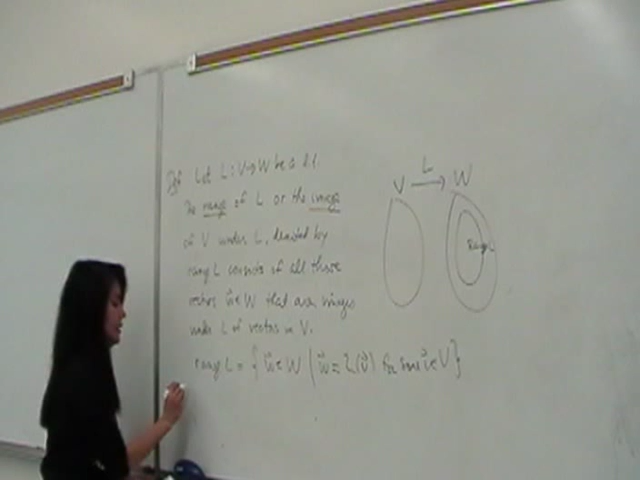 Def Let L: V→W be a l.t.
The range of L or the image
of V under L, denoted by
range L consists of all those
vectors w⃗ ∈ W that are images
under L of vectors in V.
range L = { w⃗ ∈ W | w⃗ = L(v⃗) for some v⃗ ∈ V }
L
V → W
Range L